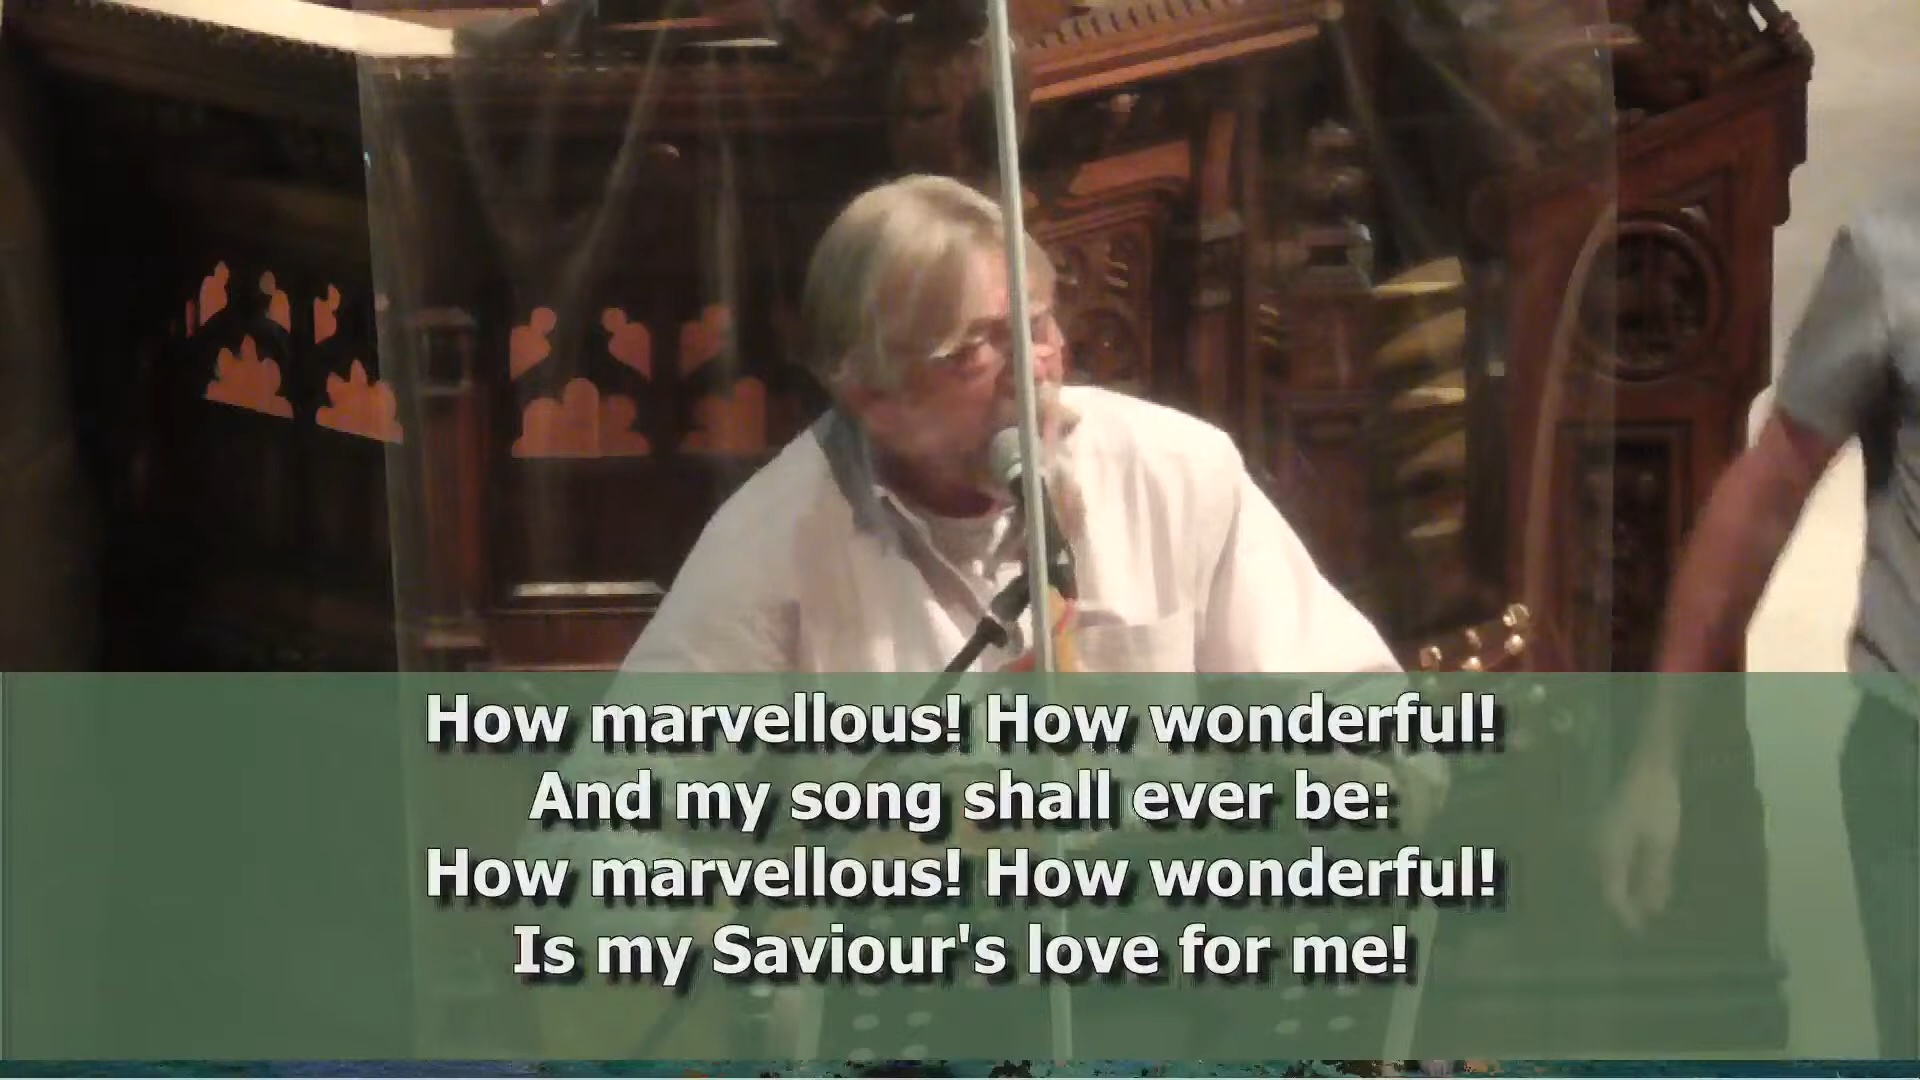 How marvellous! How wonderful!
And my song shall ever be:
How marvellous! How wonderful!
Is my Saviour's love for me!